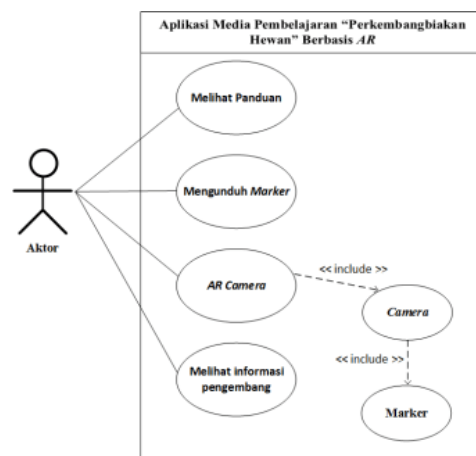 Aplikasi Media Pembelajaran “Perkembangbiakan
Hewan” Berbasis AR
Melihat Panduan
Mengunduh Marker
Aktor
AR Camera
<< include >>
Camera
<< include >>
Melihat informasi
pengembang
Marker